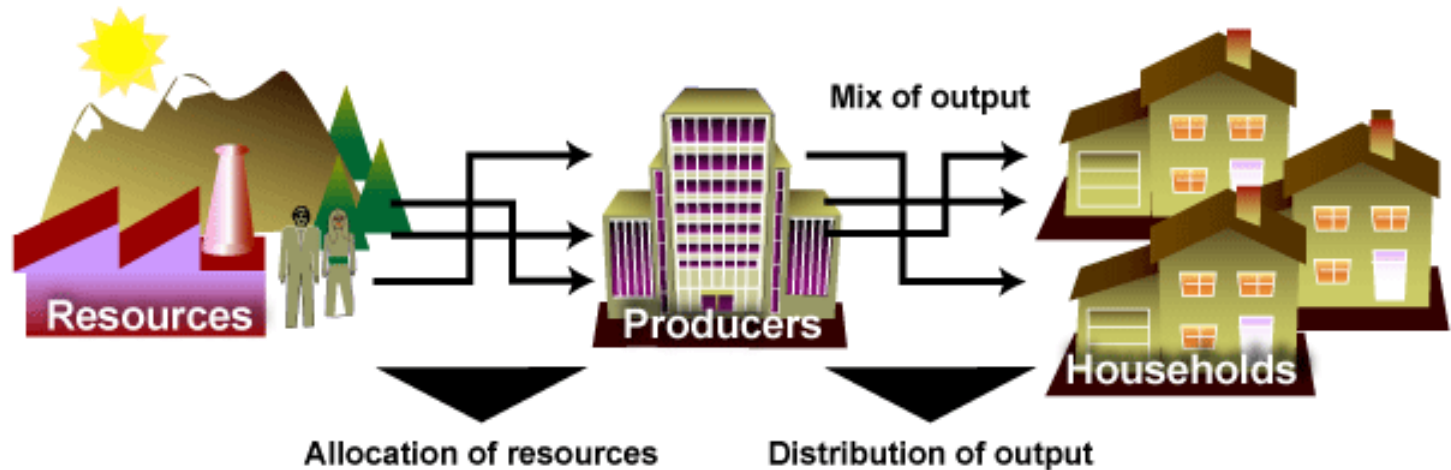 Mix of output
Resources
Producers
Households
Allocation of resources
Distribution of output